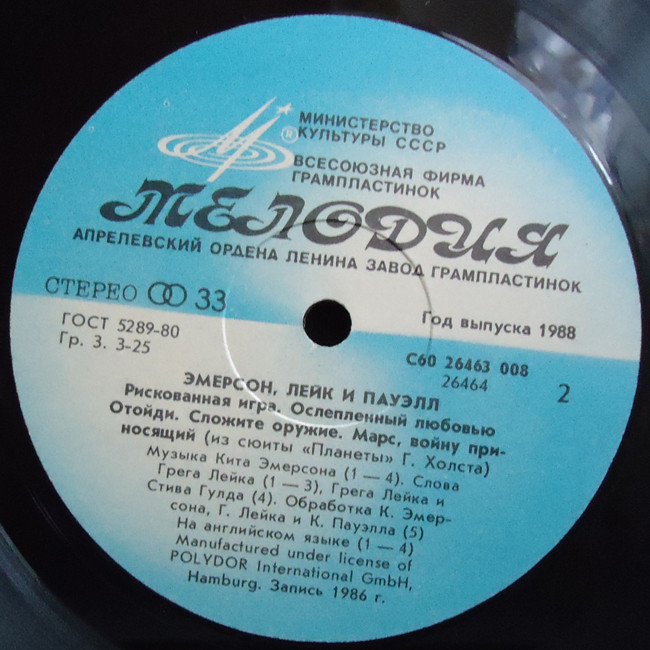 ®
МИНИСТЕРСТВО
КУЛЬТУРЫ СССР
ВСЕСОЮЗНАЯ ФИРМА
ГРАМПЛАСТИНОК
МЕЛОДИЯ
АПРЕЛЕВСКИЙ ОРДЕНА ЛЕНИНА ЗАВОД ГРАМПЛАСТИНОК
СТЕРЕО 33
ГОСТ 5289-80
Гр. 3. 3-25
Год выпуска 1988
С60 26463 008
26464
2
ЭМЕРСОН, ЛЕЙК И ПАУЭЛЛ
Рискованная игра. Ослепленный любовью
Отойди. Сложите оружие. Марс, войну при-
носящий (из сюиты «Планеты» Г. Холста)
Музыка Кита Эмерсона (1 — 4). Слова
Грега Лейка (1 — 3), Грега Лейка и
Стива Гулда (4). Обработка К. Эмер-
сона, Г. Лейка и К. Пауэлла (5)
На английском языке (1 — 4)
Manufactured under license of
POLYDOR International GmbH,
Hamburg. Запись 1986 г.